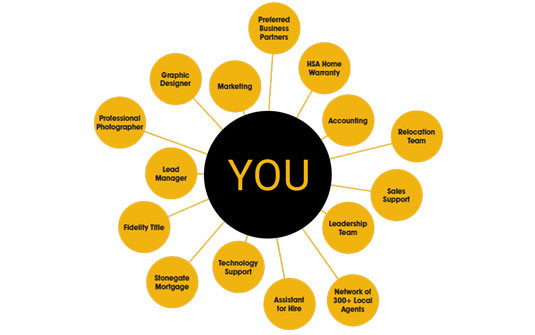 Preferred
Business
Partners
HSA Home
Warranty
Graphic
Designer
Marketing
Professional
Photographer
Accounting
Relocation
Team
Lead
Manager
YOU
Sales
Support
Fidelity Title
Leadership
Team
Technology
Support
Stonegate
Mortgage
Assistant
for Hire
Network of
300+ Local
Agents